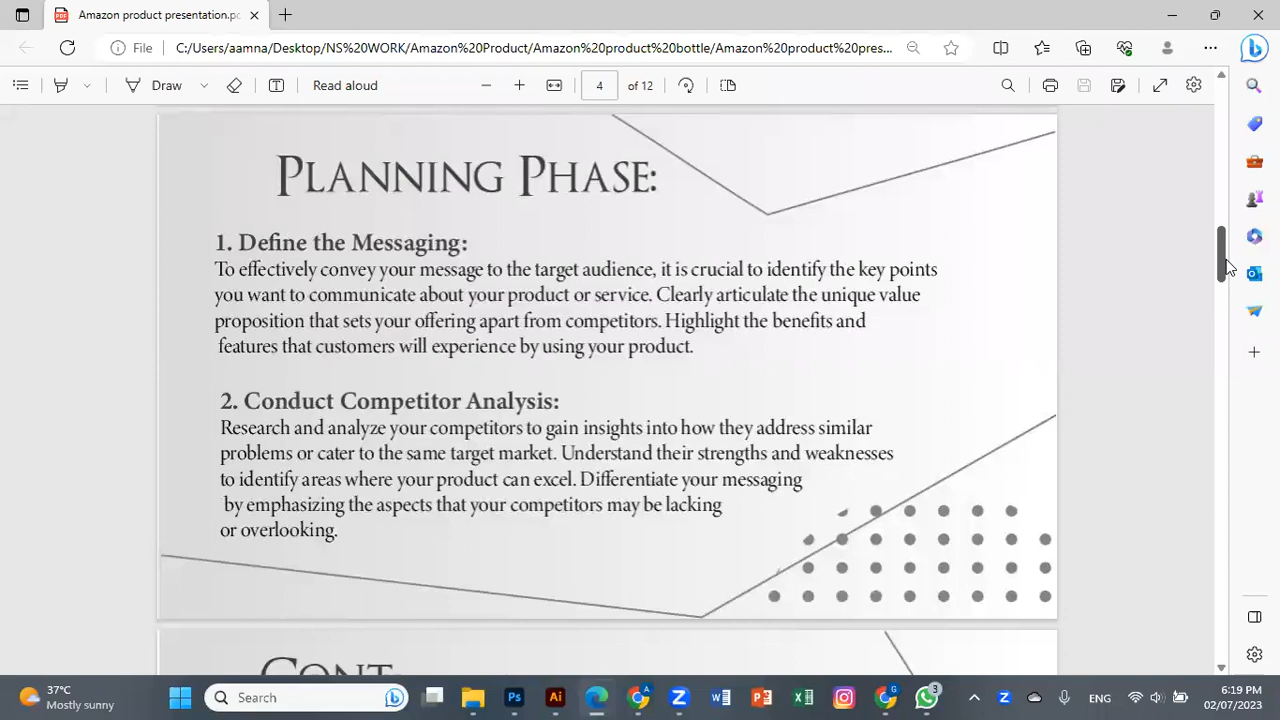 Amazon product presentation.pd
File
C:/Users/aamna/Desktop/NS%20WORK/Amazon%20Product/Amazon%20product%20bottle/Amazon%20product%20pres...
Draw
Read aloud
4
of 12
PLANNING PHASE:
1. Define the Messaging:
To effectively convey your message to the target audience, it is crucial to identify the key points
you want to communicate about your product or service. Clearly articulate the unique value
proposition that sets your offering apart from competitors. Highlight the benefits and
features that customers will experience by using your product.
2. Conduct Competitor Analysis:
Research and analyze your competitors to gain insights into how they address similar
problems or cater to the same target market. Understand their strengths and weaknesses
to identify areas where your product can excel. Differentiate your messaging
by emphasizing the aspects that your competitors may be lacking
or overlooking.
CONT
37°C
Mostly sunny
Search
Ps
Ai
3
ENG
6:19 PM
02/07/2023